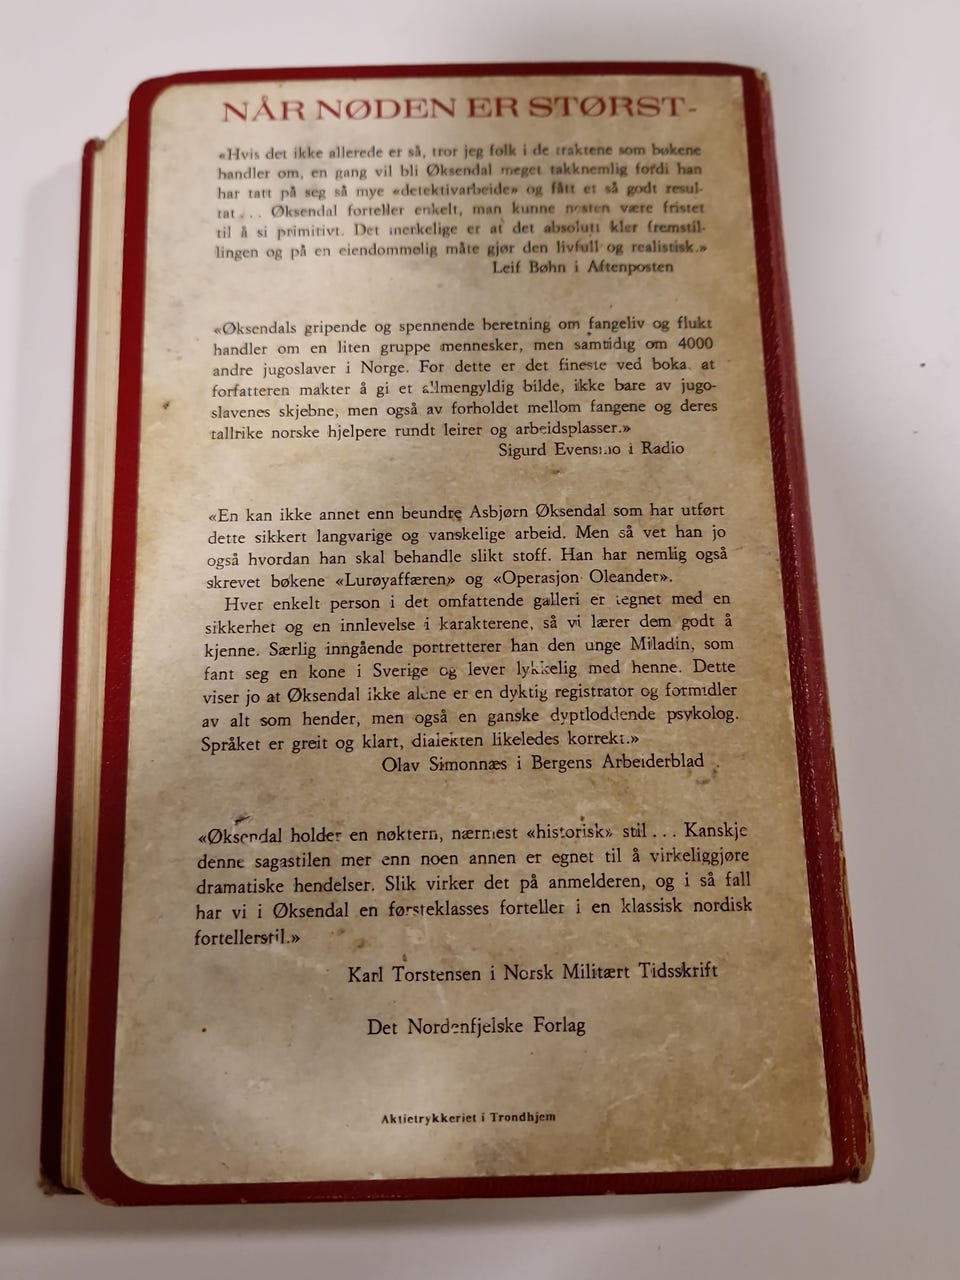 NÅR NØDEN ER STØRST-
«Hvis det ikke allerede er så, tror jeg folk i de traktene som bøkene
handler om, en gang vil bli Øksendal meget takknemlig fordi han
har tatt på seg så mye «detektivarbeide» og fått et så godt resul-
tat... Øksendal forteller enkelt, man kunne nesten være fristet
til å si primitivt. Det merkelige er at det absolutt kler fremstil-
lingen og på en eiendommelig måte gjør den livfull og realistisk.»
Leif Bøhn i Aftenposten
«Øksendals gripende og spennende beretning om fangeliv og flukt
handler om en liten gruppe mennesker, men samtidig om 4000
andre jugoslaver i Norge. For dette er det fineste ved boka at
forfatteren makter å gi et allmengyldig bilde, ikke bare av jugo-
slavenes skjebne, men også av forholdet mellom fangene og deres
tallrike norske hjelpere rundt leirer og arbeidsplasser.»
Sigurd Evensmo i Radio
«En kan ikke annet enn beundre Asbjørn Øksendal som har utført
dette sikkert langvarige og vanskelige arbeid. Men så vet han jo
også hvordan han skal behandle slikt stoff. Han har nemlig også
skrevet bøkene «Lurøyaffæren» og «Operasjon Oleander».
Hver enkelt person i det omfattende galleri er tegnet med en
sikkerhet og en innlevelse i karakterene, så vi lærer dem godt å
kjenne. Særlig inngående portretterer han den unge Miladin, som
fant seg en kone i Sverige og lever lykkelig med henne. Dette
viser jo at Øksendal ikke alene er en dyktig registrator og formidler
av alt som hender, men også en ganske dyptloddende psykolog.
Språket er greit og klart, dialekten likeledes korrekt.»
Olav Simonnæs i Bergens Arbeiderblad
«Øksendal holder en nøktern, nærmest «historisk» stil... Kanskje
denne sagastilen mer enn noen annen er egnet til å virkeliggjøre
dramatiske hendelser. Slik virker det på anmelderen, og i så fall
har vi i Øksendal en førsteklasses forteller i en klassisk nordisk
fortellerstil.»
Karl Torstensen i Norsk Militært Tidsskrift
Det Nordenfjelske Forlag
Aktietrykkeriet i Trondhjem